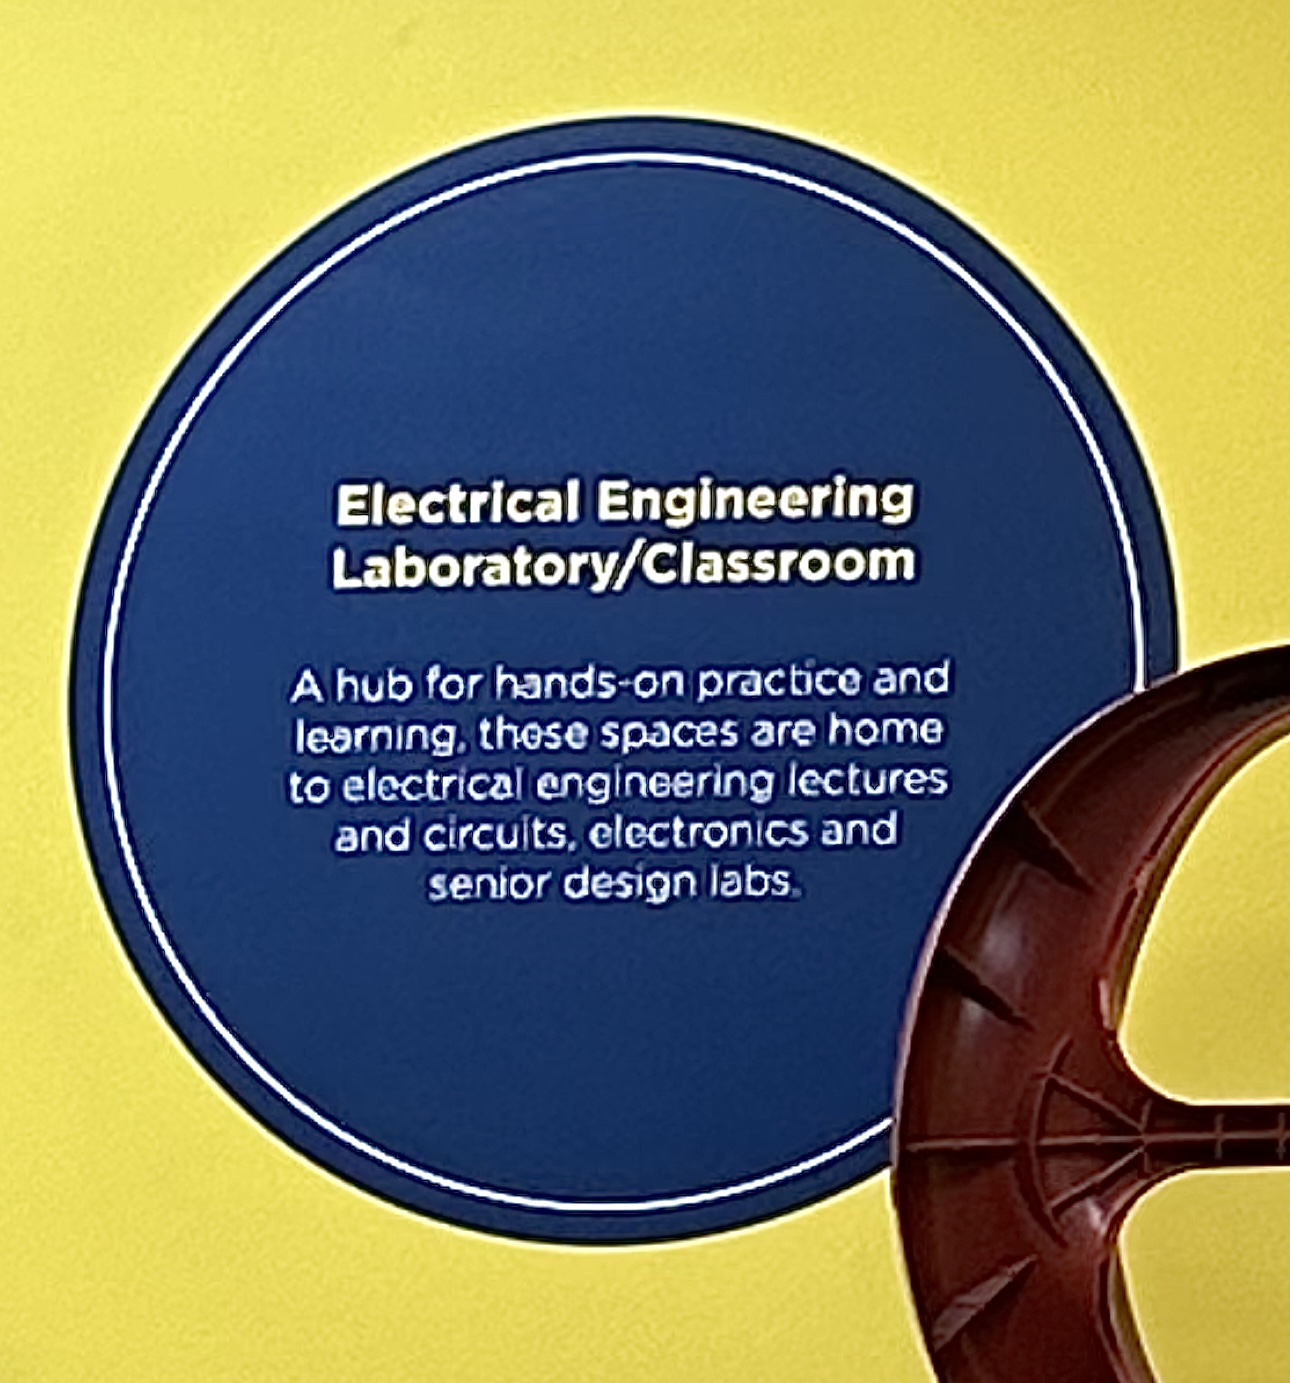 Electrical Engineering
Laboratory/Classroom
A hub for hands-on practice and
learning, these spaces are home
to electrical engineering lectures
and circuits, electronics and
senior design labs.